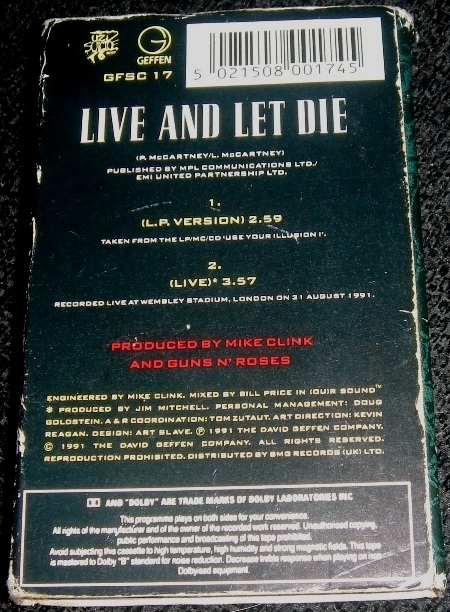 UZI SUICIDE
GEFFEN
GFSC 17
5 021508 001745
LIVE AND LET DIE
(P. McCARTNEY/L. McCARTNEY)
PUBLISHED BY MPL COMMUNICATIONS LTD./
EMI UNITED PARTNERSHIP LTD.
1.
(L.P. VERSION) 2.59
TAKEN FROM THE LP/MC/CD 'USE YOUR ILLUSION I'.
2.
(LIVE)* 3.57
RECORDED LIVE AT WEMBLEY STADIUM, LONDON ON 31 AUGUST 1991.
PRODUCED BY MIKE CLINK
AND GUNS N' ROSES
ENGINEERED BY MIKE CLINK. MIXED BY BILL PRICE IN (OUR SOUND™
* PRODUCED BY JIM MITCHELL. PERSONAL MANAGEMENT: DOUG
GOLDSTEIN. A & R COORDINATION: TOM ZUTAUT. ART DIRECTION: KEVIN
REAGAN. DESIGN: ART SLAVE. ℗ 1991 THE DAVID GEFFEN COMPANY.
© 1991 THE DAVID GEFFEN COMPANY. ALL RIGHTS RESERVED.
REPRODUCTION PROHIBITED. DISTRIBUTED BY BMG RECORDS (UK) LTD.
AND "DOLBY" ARE TRADE MARKS OF DOLBY LABORATORIES INC
This programme plays on both sides for your convenience.
All rights of the manufacturer and of the owner of the recorded work reserved. Unauthorised copying,
public performance and broadcasting of this tape prohibited.
Avoid subjecting this cassette to high temperature, high humidity and strong magnetic fields. This tape
is mastered to Dolby "B" standard for noise reduction. Decrease treble response when playing on non
Dolbyised equipment.